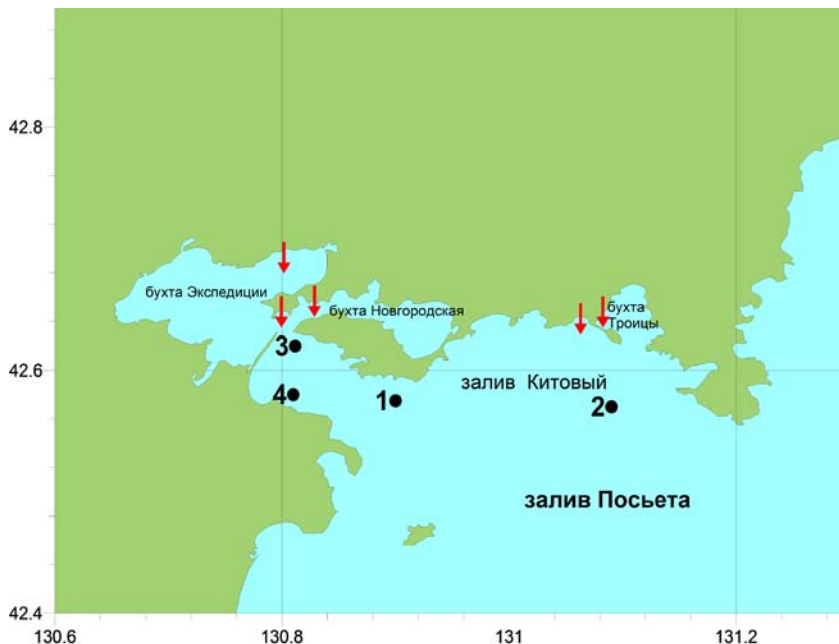 42.8
бухта Экспедиции
бухта Новгородская
бухта
Троицы
3
42.6
залив Китовый
4
1
2
залив Посьета
42.4
130.6
130.8
131
131.2